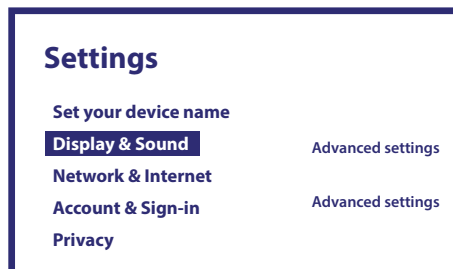 Settings
Set your device name
Display & Sound
Advanced settings
Network & Internet
Account & Sign-in
Advanced settings
Privacy